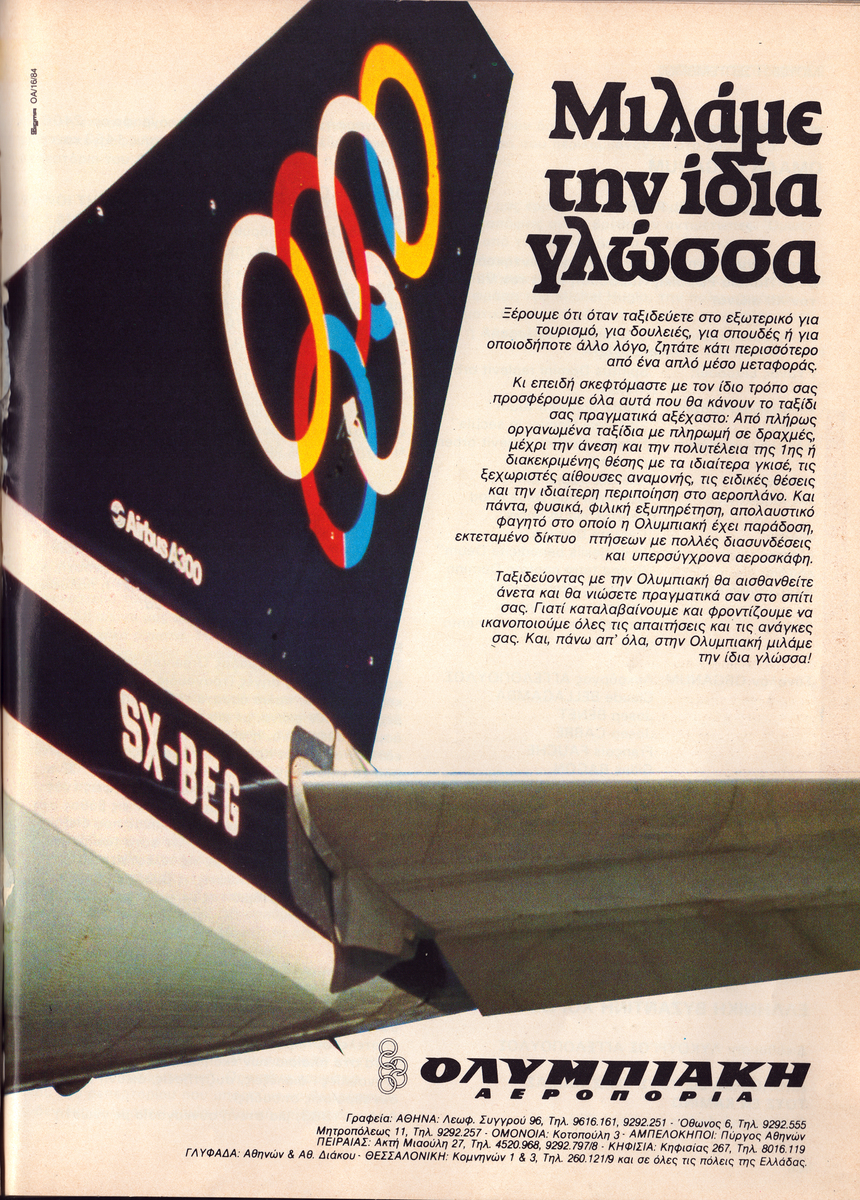 OA/16/84
Μιλάμε
την ίδια
γλώσσα
Ξέρουμε ότι όταν ταξιδεύετε στο εξωτερικό για
τουρισμό, για δουλειές, για σπουδές ή για
οποιοδήποτε άλλο λόγο, ζητάτε κάτι περισσότερο
από ένα απλό μέσο μεταφοράς.
Κι επειδή σκεφτόμαστε με τον ίδιο τρόπο σας
προσφέρουμε όλα αυτά που θα κάνουν το ταξίδι
σας πραγματικά αξέχαστο: Από πλήρως
οργανωμένα ταξίδια με πληρωμή σε δραχμές,
μέχρι την άνεση και την πολυτέλεια της 1ης ή
διακεκριμένης θέσης με τα ιδιαίτερα γκισέ, τις
ξεχωριστές αίθουσες αναμονής, τις ειδικές θέσεις
και την ιδιαίτερη περιποίηση στο αεροπλάνο. Και
πάντα, φυσικά, φιλική εξυπηρέτηση, απολαυστικό
φαγητό στο οποίο η Ολυμπιακή έχει παράδοση,
εκτεταμένο δίκτυο πτήσεων με πολλές διασυνδέσεις
και υπερσύγχρονα αεροσκάφη.
Ταξιδεύοντας με την Ολυμπιακή θα αισθανθείτε
άνετα και θα νιώσετε πραγματικά σαν στο σπίτι
σας. Γιατί καταλαβαίνουμε και φροντίζουμε να
ικανοποιούμε όλες τις απαιτήσεις και τις ανάγκες
σας. Και, πάνω απ' όλα, στην Ολυμπιακή μιλάμε
την ίδια γλώσσα!
Airbus A300
SX-BEG
ΟΛΥΜΠΙΑΚΗ
ΑΕΡΟΠΟΡΙΑ
Γραφεία: ΑΘΗΝΑ: Λεωφ. Συγγρού 96, Τηλ. 9616.161, 9292.251 · Όθωνος 6, Τηλ. 9292.555
Μητροπόλεως 11, Τηλ. 9292.257 · ΟΜΟΝΟΙΑ: Κοτοπούλη 3 · ΑΜΠΕΛΟΚΗΠΟΙ: Πύργος Αθηνών
ΠΕΙΡΑΙΑΣ: Ακτή Μιαούλη 27, Τηλ. 4520.968, 9292.797/8 · ΚΗΦΙΣΙΑ: Κηφισίας 267, Τηλ. 8016.119
ΓΛΥΦΑΔΑ: Αθηνών & Αθ. Διάκου · ΘΕΣΣΑΛΟΝΙΚΗ: Κομνηνών 1 & 3, Τηλ. 260.121/9 και σε όλες τις πόλεις της Ελλάδας.